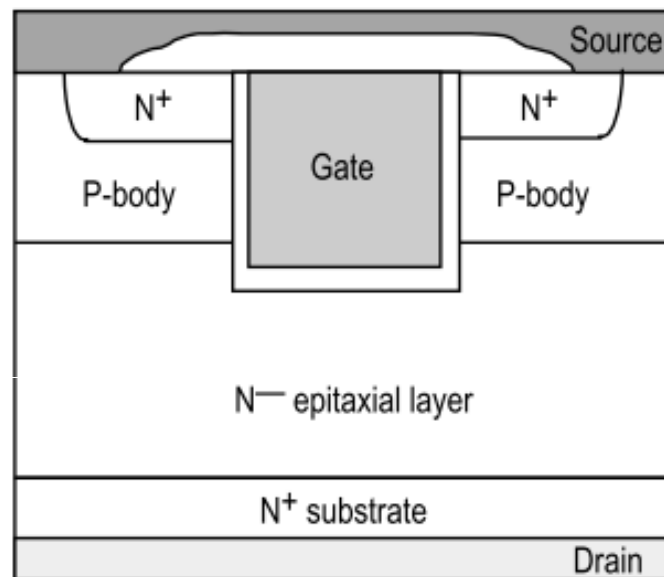 Source
N⁺ N⁺
Gate
P-body P-body
N— epitaxial layer
N⁺ substrate
Drain